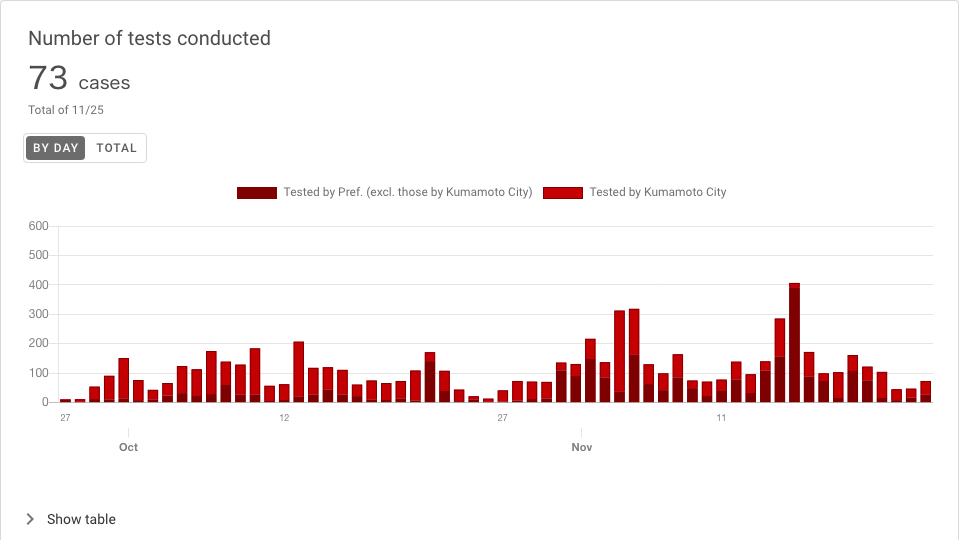 Number of tests conducted
73 cases
Total of 11/25
BY DAY TOTAL
Tested by Pref. (excl. those by Kumamoto City) Tested by Kumamoto City
600
500
400
300
200
100
0
27 12 27 11
Oct Nov
Show table